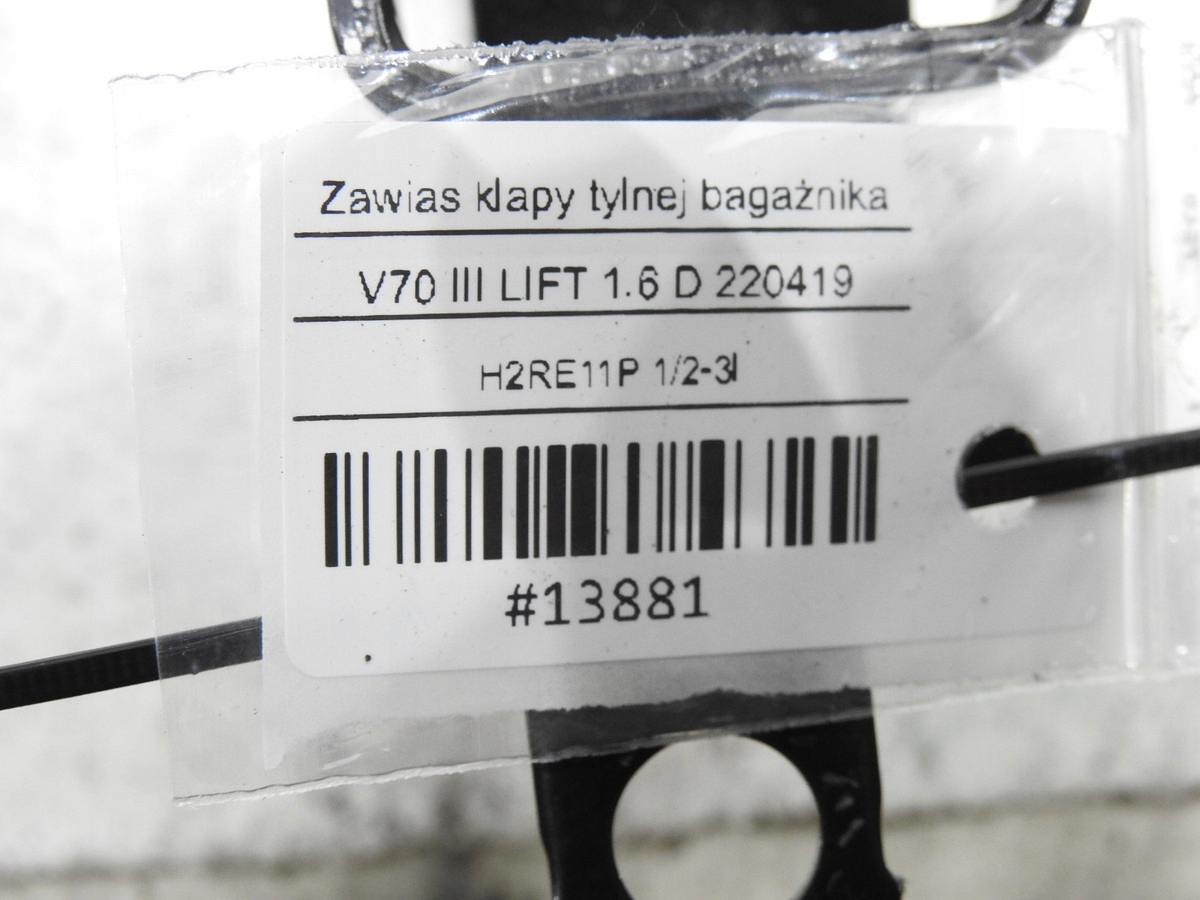 Zawias klapy tylnej bagażnika
V70 III LIFT 1.6 D 220419
H2RE11P 1/2-3l
#13881